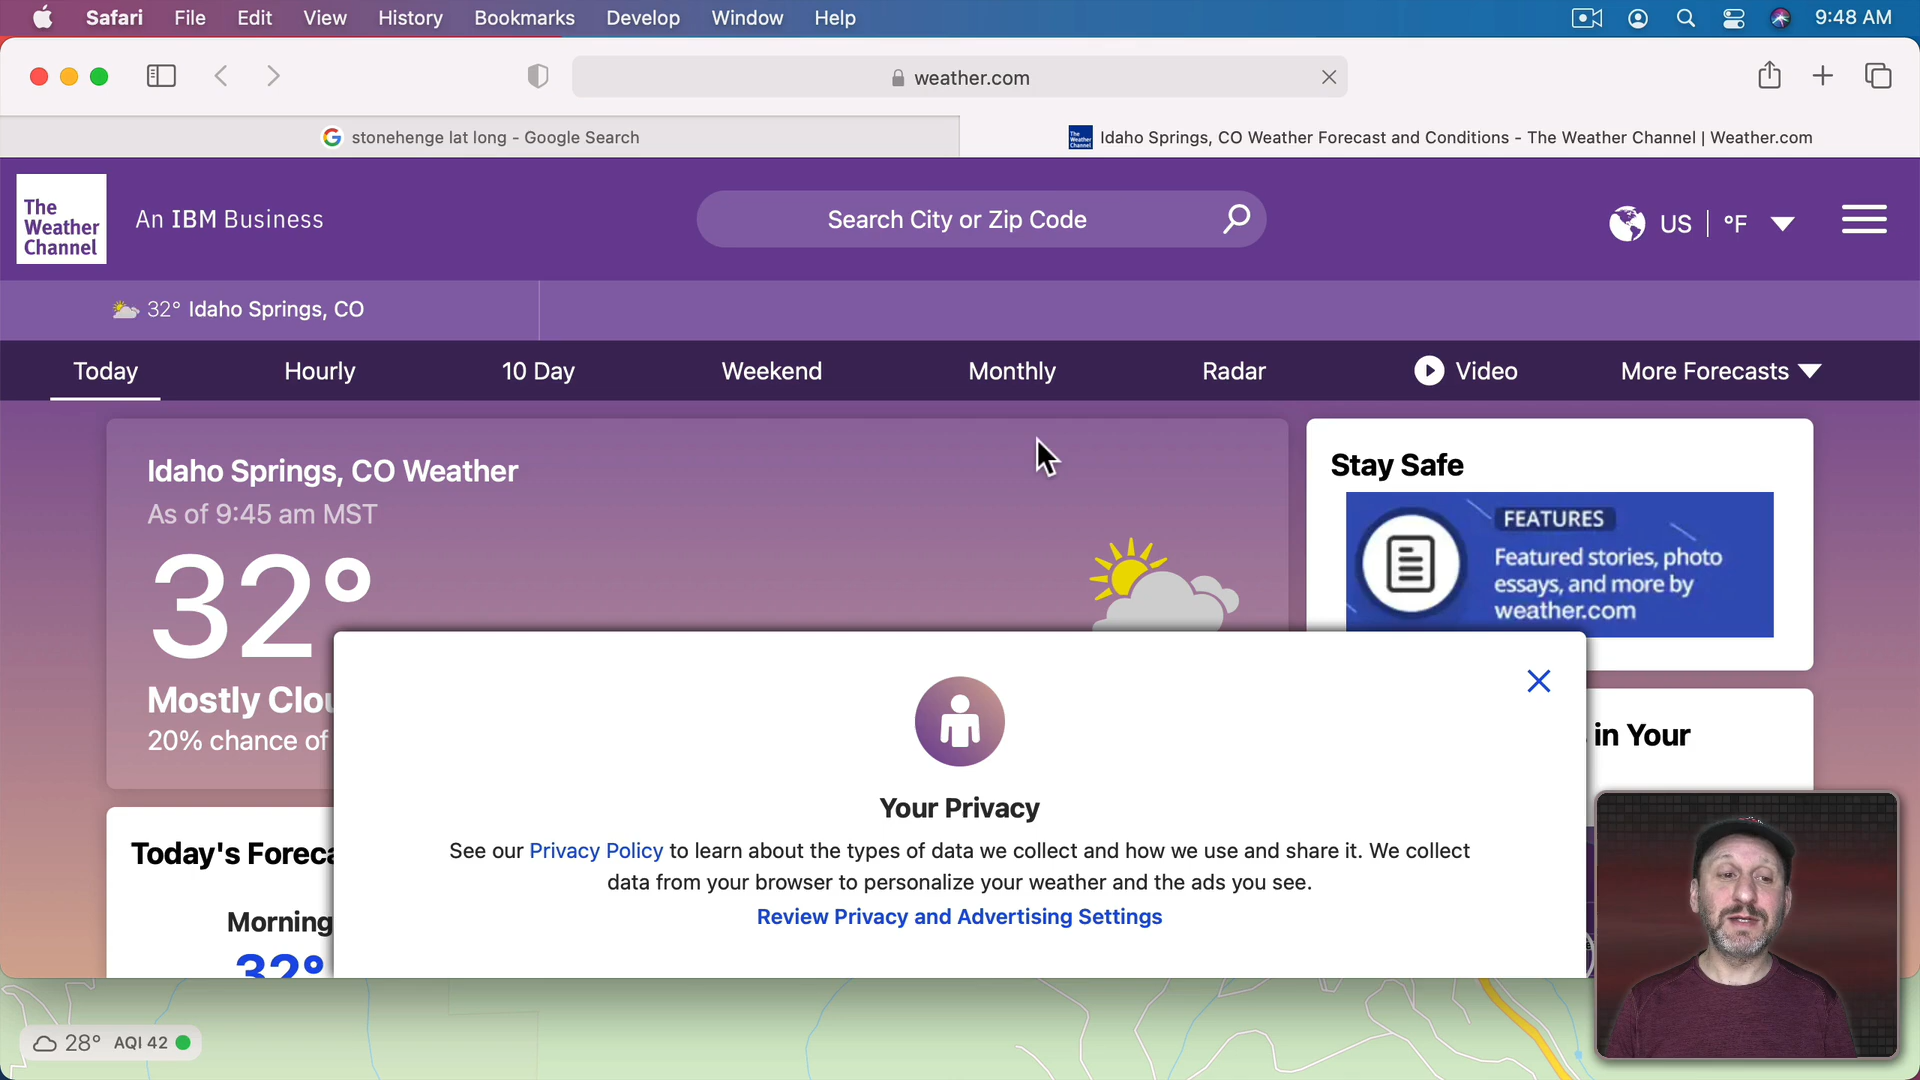 Safari File Edit View History Bookmarks Develop Window Help 9:48 AM
weather.com
stonehenge lat long - Google Search
The Weather Channel
Idaho Springs, CO Weather Forecast and Conditions - The Weather Channel | Weather.com
The
Weather
Channel
An IBM Business
Search City or Zip Code
US | °F
32° Idaho Springs, CO
Today Hourly 10 Day Weekend Monthly Radar Video More Forecasts
Idaho Springs, CO Weather
As of 9:45 am MST
32°
Mostly Clou
20% chance of
Stay Safe
FEATURES
Featured stories, photo
essays, and more by
weather.com
in Your
Your Privacy
See our Privacy Policy to learn about the types of data we collect and how we use and share it. We collect
data from your browser to personalize your weather and the ads you see.
Review Privacy and Advertising Settings
Today's Foreca
Morning
32°
28° AQI 42